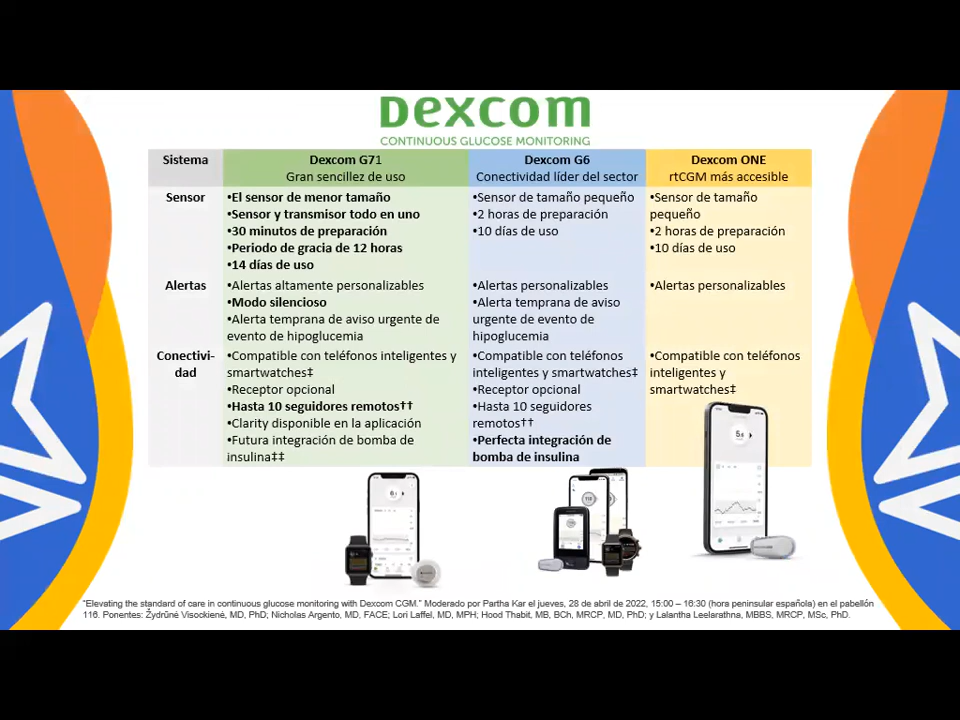 Dexcom
CONTINUOUS GLUCOSE MONITORING
Sistema
Dexcom G71
Gran sencillez de uso
Dexcom G6
Conectividad líder del sector
Dexcom ONE
rtCGM más accesible
Sensor
•El sensor de menor tamaño
•Sensor y transmisor todo en uno
•30 minutos de preparación
•Periodo de gracia de 12 horas
•14 días de uso
•Sensor de tamaño pequeño
•2 horas de preparación
•10 días de uso
•Sensor de tamaño
pequeño
•2 horas de preparación
•10 días de uso
Alertas
•Alertas altamente personalizables
•Modo silencioso
•Alerta temprana de aviso urgente de
evento de hipoglucemia
•Alertas personalizables
•Alerta temprana de aviso
urgente de evento de
hipoglucemia
•Alertas personalizables
Conectivi-
dad
•Compatible con teléfonos inteligentes y
smartwatches‡
•Receptor opcional
•Hasta 10 seguidores remotos††
•Clarity disponible en la aplicación
•Futura integración de bomba de
insulina‡‡
•Compatible con teléfonos
inteligentes y smartwatches‡
•Receptor opcional
•Hasta 10 seguidores
remotos††
•Perfecta integración de
bomba de insulina
•Compatible con teléfonos
inteligentes y
smartwatches‡
"Elevating the standard of care in continuous glucose monitoring with Dexcom CGM." Moderado por Partha Kar el jueves, 28 de abril de 2022, 15:00 – 16:30 (hora peninsular española) en el pabellón
116. Ponentes: Žydrūnė Visockienė, MD, PhD; Nicholas Argento, MD, FACE; Lori Laffel, MD, MPH; Hood Thabit, MB, BCh, MRCP, MD, PhD; y Lalantha Leelarathna, MBBS, MRCP, MSc, PhD.